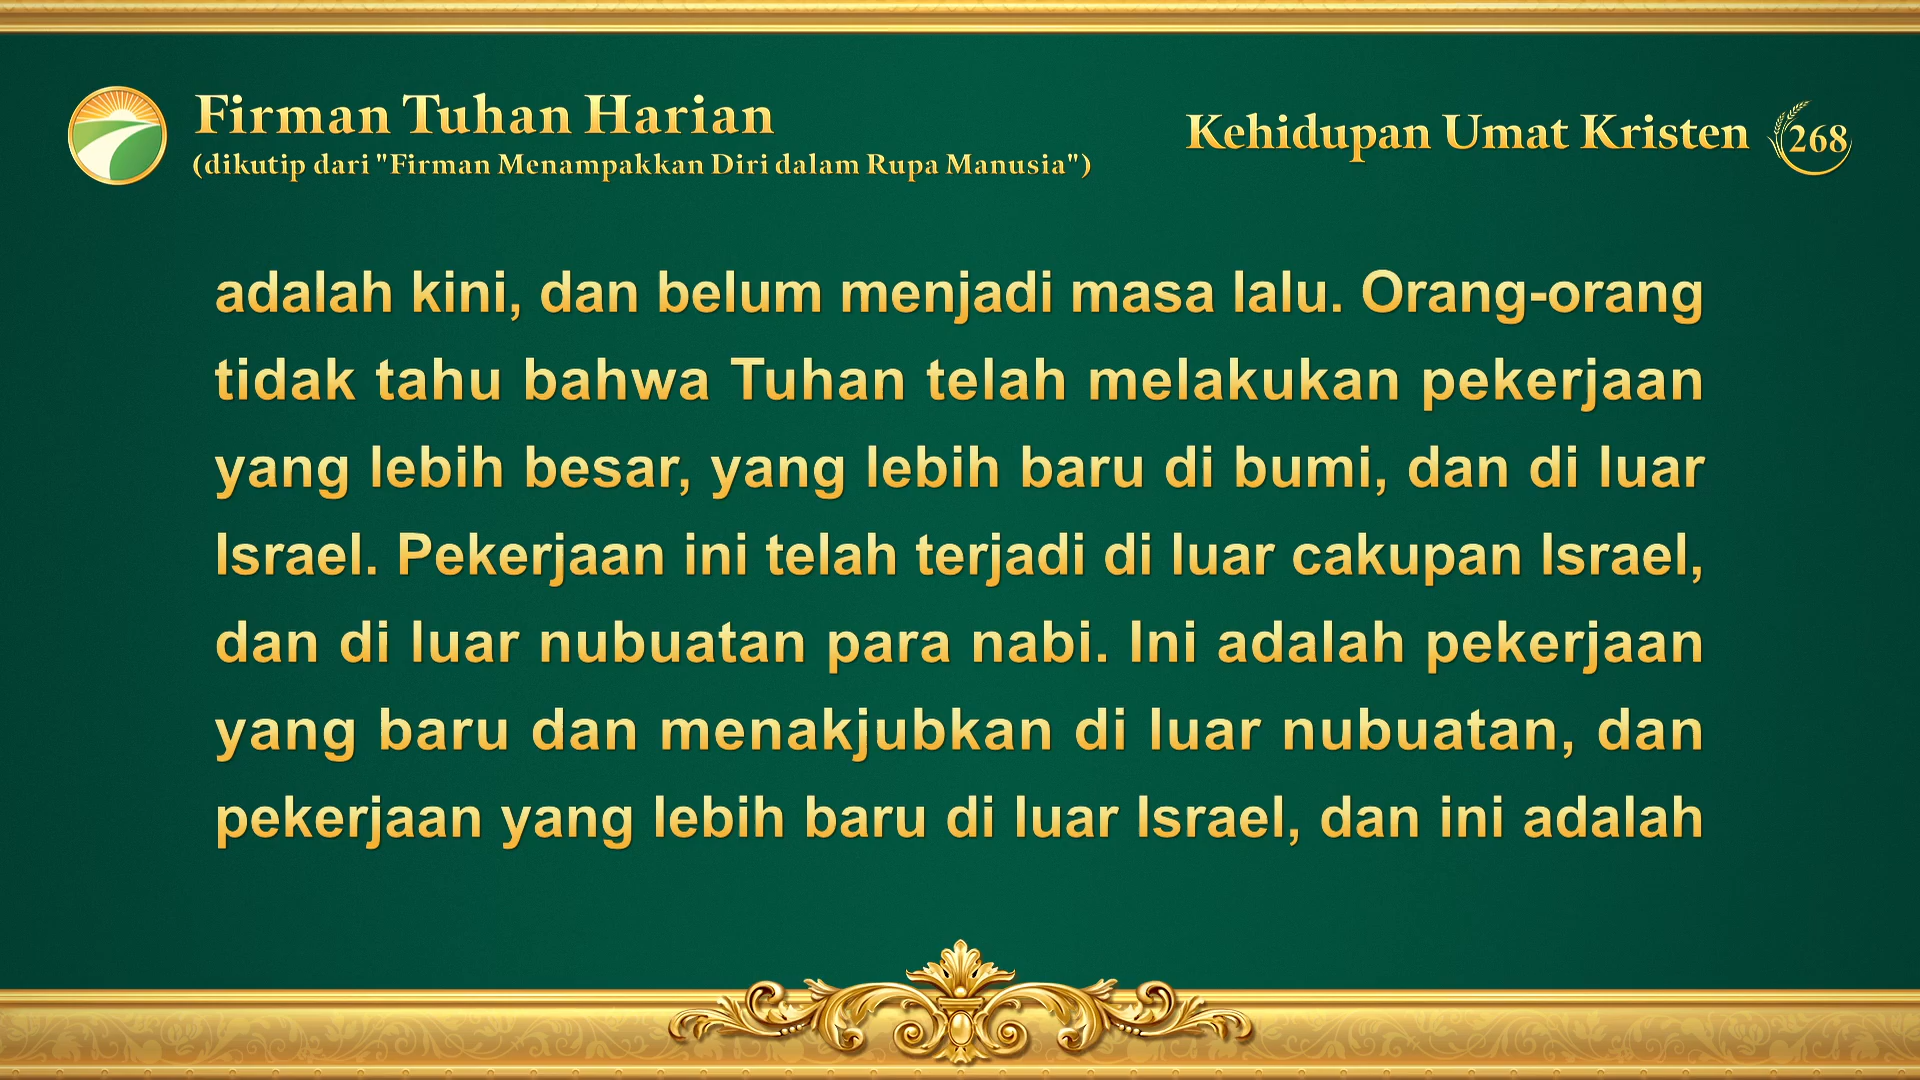 Firman Tuhan Harian
(dikutip dari "Firman Menampakkan Diri dalam Rupa Manusia")
Kehidupan Umat Kristen 268
adalah kini, dan belum menjadi masa lalu. Orang-orang
tidak tahu bahwa Tuhan telah melakukan pekerjaan
yang lebih besar, yang lebih baru di bumi, dan di luar
Israel. Pekerjaan ini telah terjadi di luar cakupan Israel,
dan di luar nubuatan para nabi. Ini adalah pekerjaan
yang baru dan menakjubkan di luar nubuatan, dan
pekerjaan yang lebih baru di luar Israel, dan ini adalah